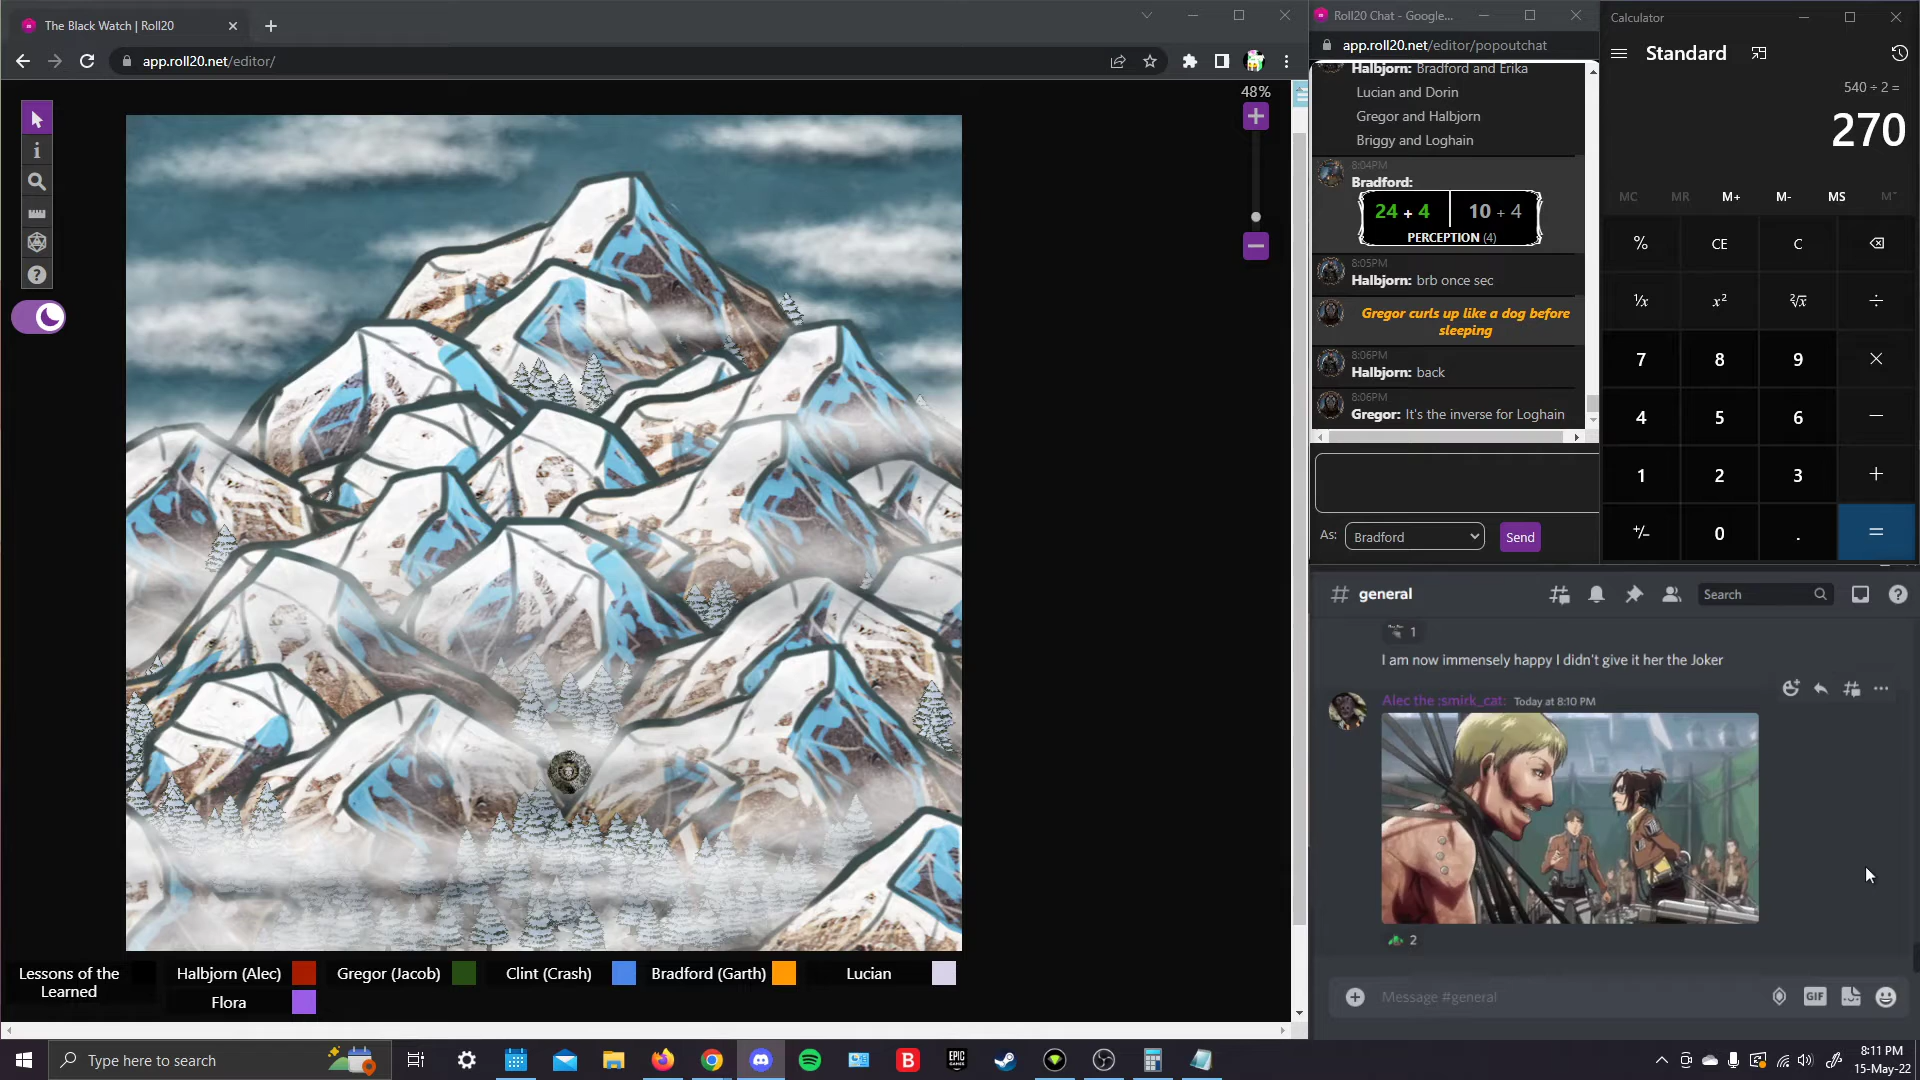 The Black Watch | Roll20
app.roll20.net/editor/
48%
Lessons of the
Learned
Halbjorn (Alec)
Gregor (Jacob)
Clint (Crash)
Bradford (Garth)
Lucian
Flora
Roll20 Chat - Google...
app.roll20.net/editor/popoutchat
Halbjorn: Bradford and Erika
Lucian and Dorin
Gregor and Halbjorn
Briggy and Loghain
8:04PM
Bradford:
24 + 4
10 + 4
PERCEPTION (4)
8:05PM
Halbjorn: brb once sec
Gregor curls up like a dog before
sleeping
8:06PM
Halbjorn: back
8:06PM
Gregor: It's the inverse for Loghain
As:
Bradford
Send
Calculator
Standard
540 ÷ 2 =
270
MC MR M+ M- MS M˅
% CE C
¹/x x² ²√x ÷
7 8 9 ×
4 5 6 −
1 2 3 +
+/− 0 . =
# general
Search
1
I am now immensely happy I didn't give it her the Joker
Alec the :smirk_cat: Today at 8:10 PM
2
Message #general
GIF
Type here to search
8:11 PM
15-May-22